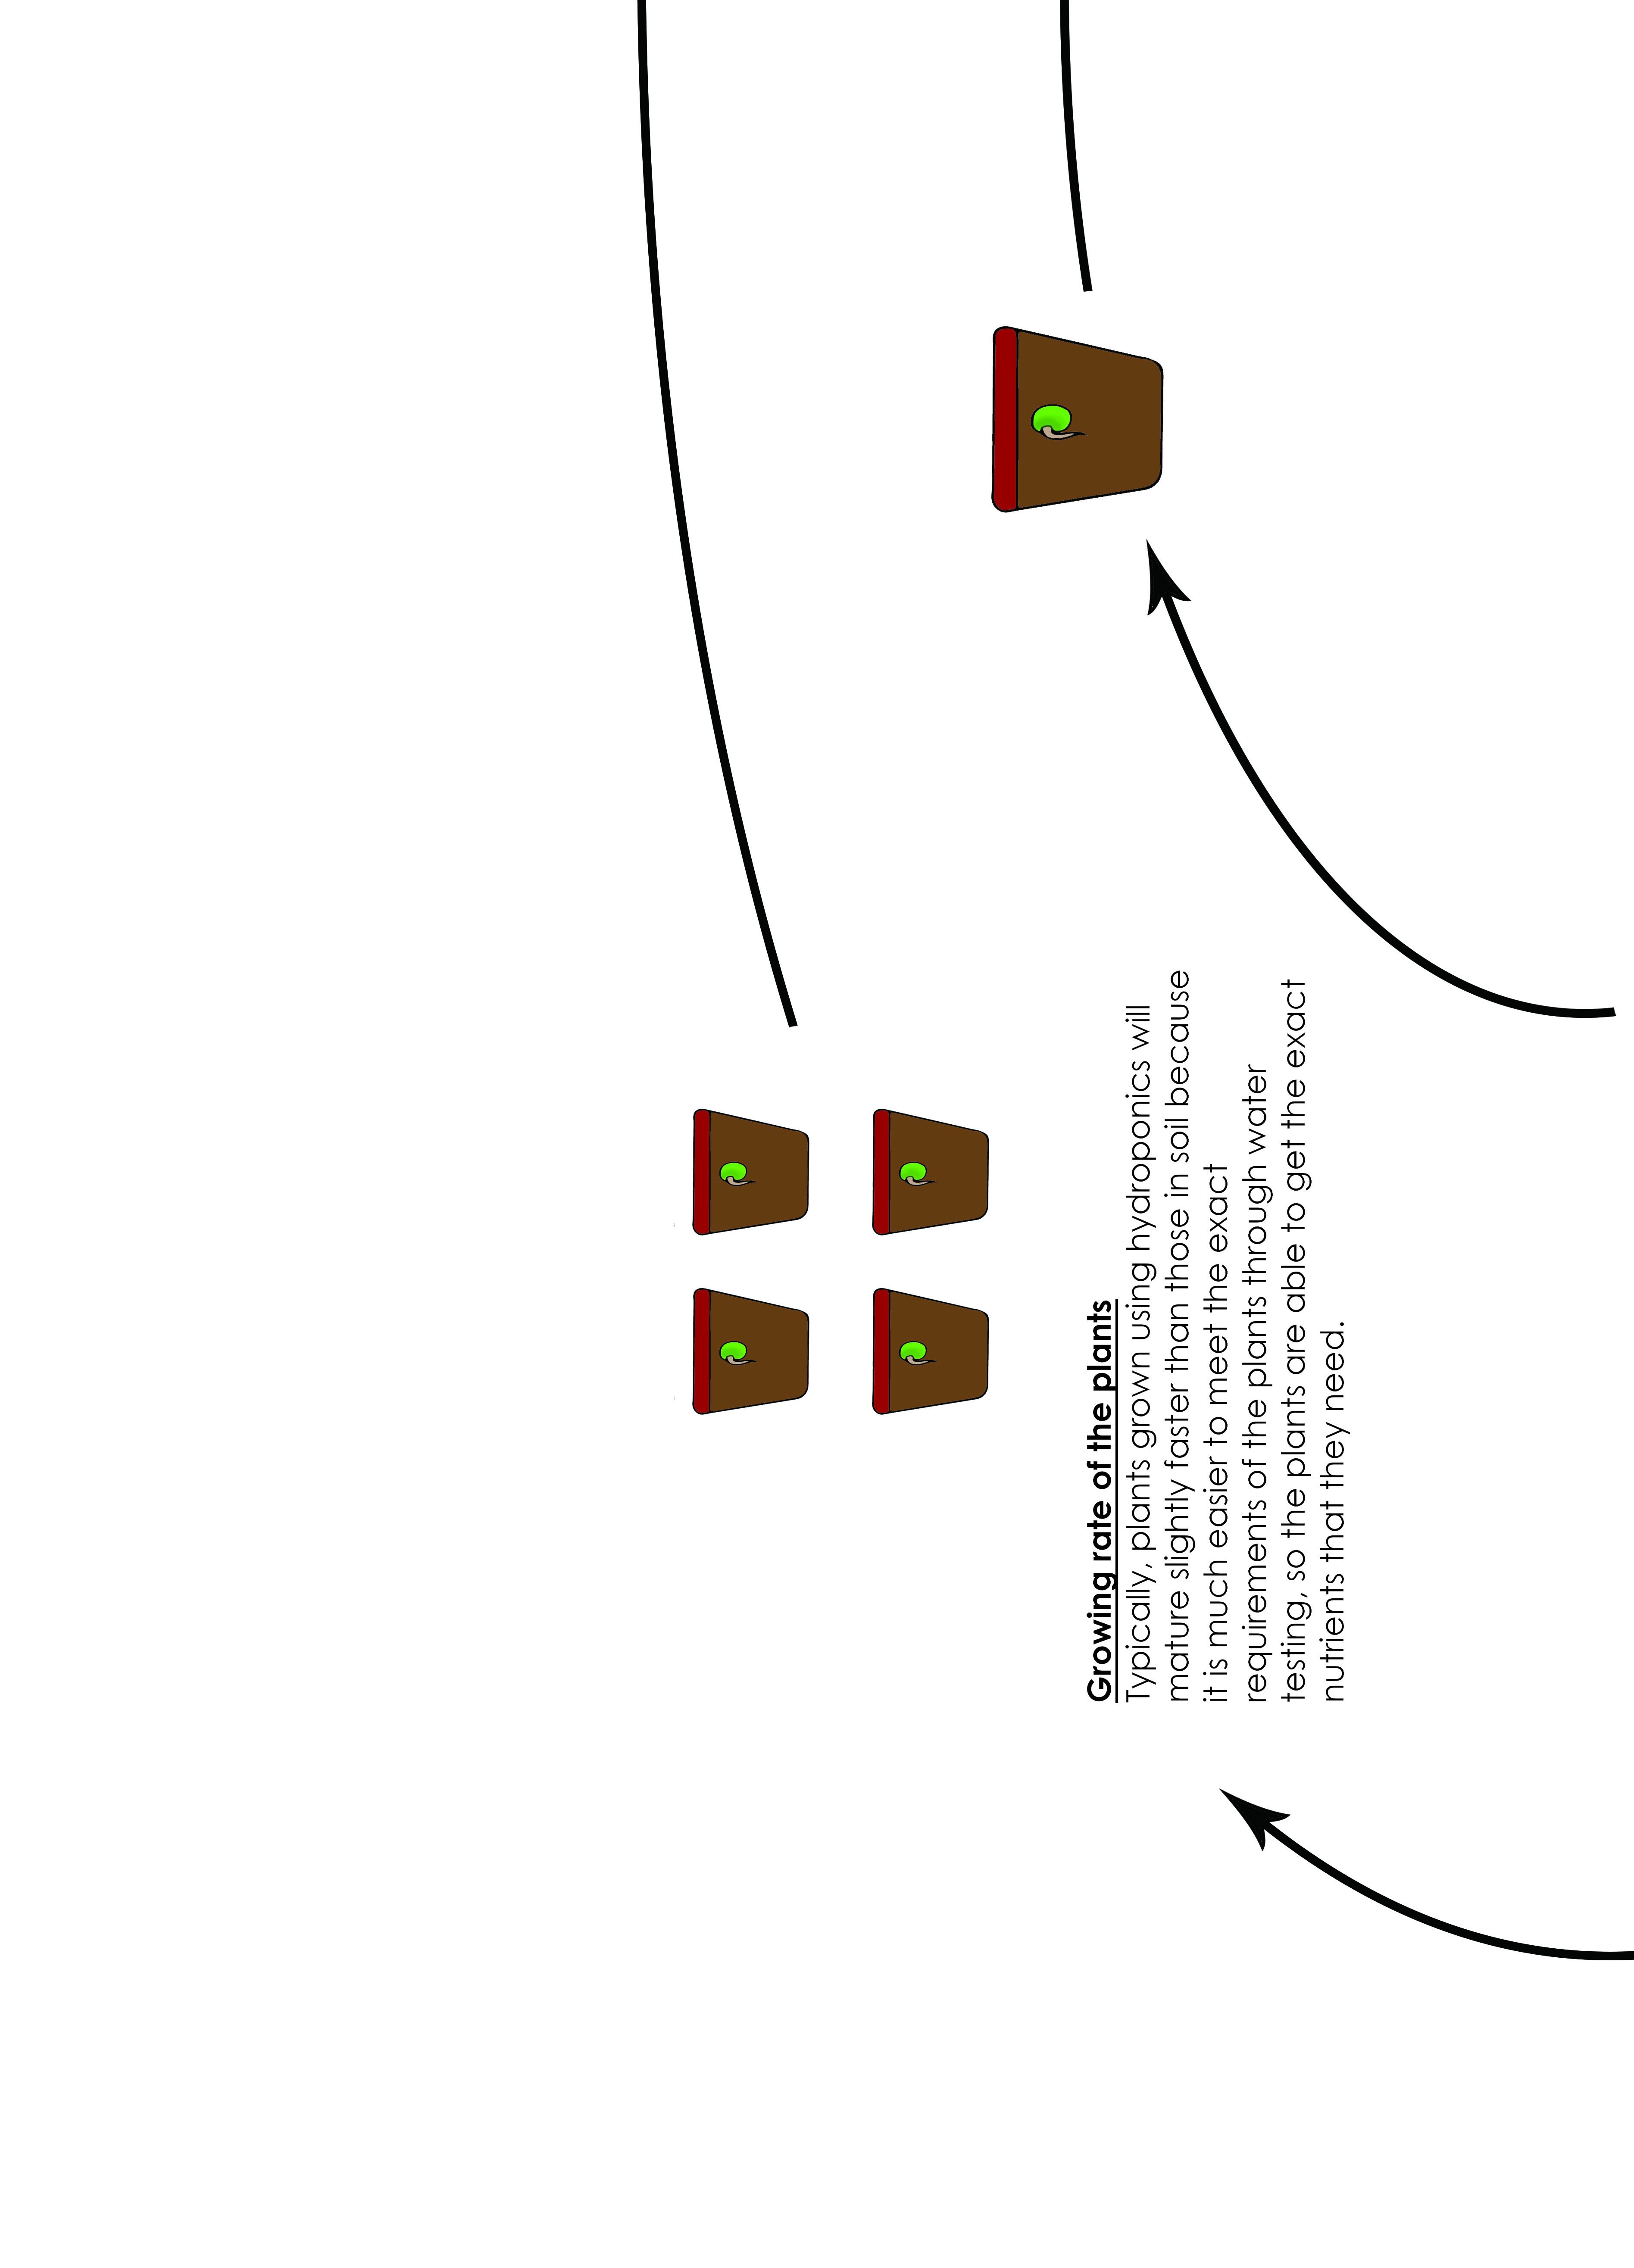 Growing rate of the plants
Typically, plants grown using hydroponics will
mature slightly faster than those in soil because
it is much easier to meet the exact
requirements of the plants through water
testing, so the plants are able to get the exact
nutrients that they need.